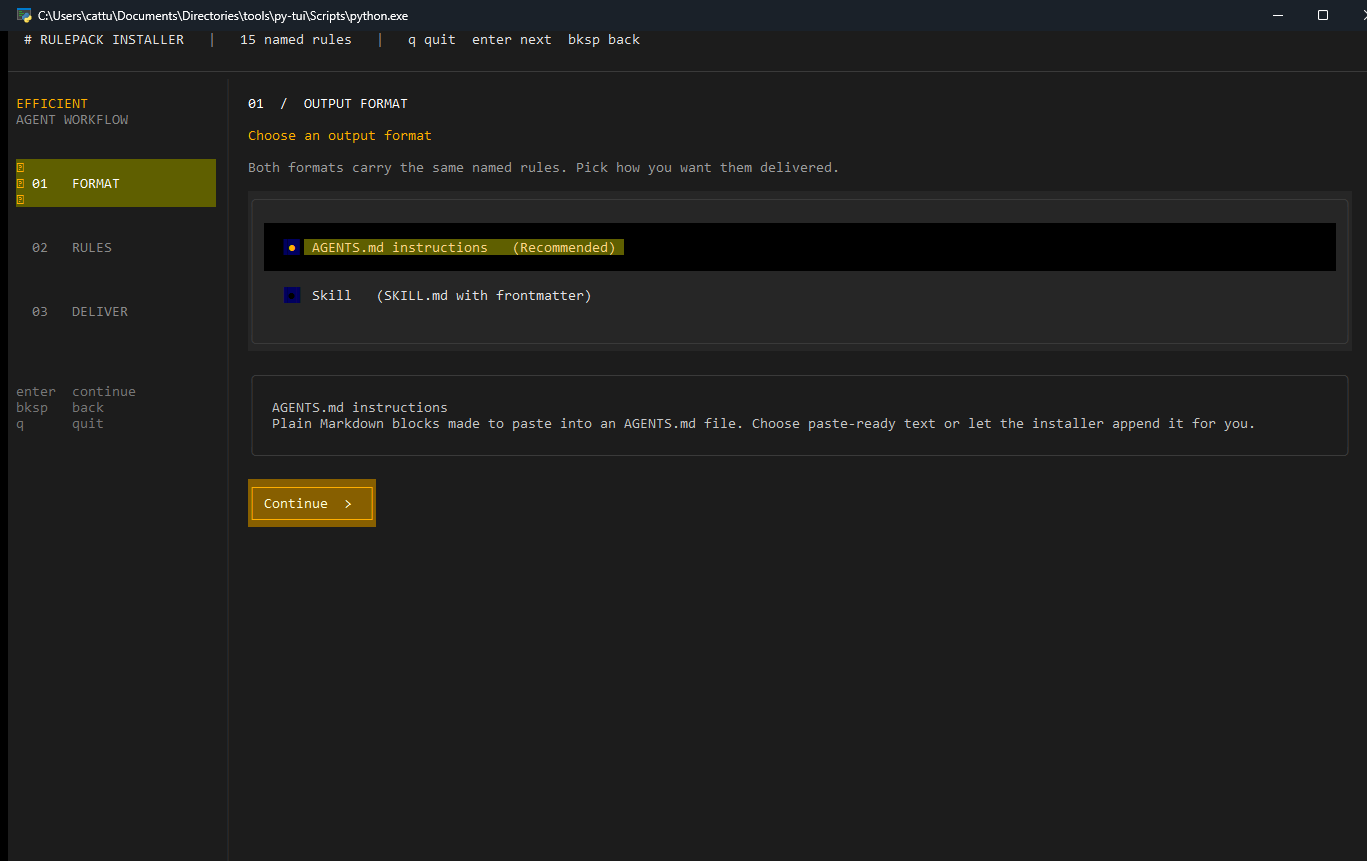 C:\Users\cattu\Documents\Directories\tools\py-tui\Scripts\python.exe
# RULEPACK INSTALLER | 15 named rules | q quit enter next bksp back
EFFICIENT
AGENT WORKFLOW
01 FORMAT
02 RULES
03 DELIVER
enter continue
bksp back
q quit
01 / OUTPUT FORMAT
Choose an output format
Both formats carry the same named rules. Pick how you want them delivered.
AGENTS.md instructions (Recommended)
Skill (SKILL.md with frontmatter)
AGENTS.md instructions
Plain Markdown blocks made to paste into an AGENTS.md file. Choose paste-ready text or let the installer append it for you.
Continue >